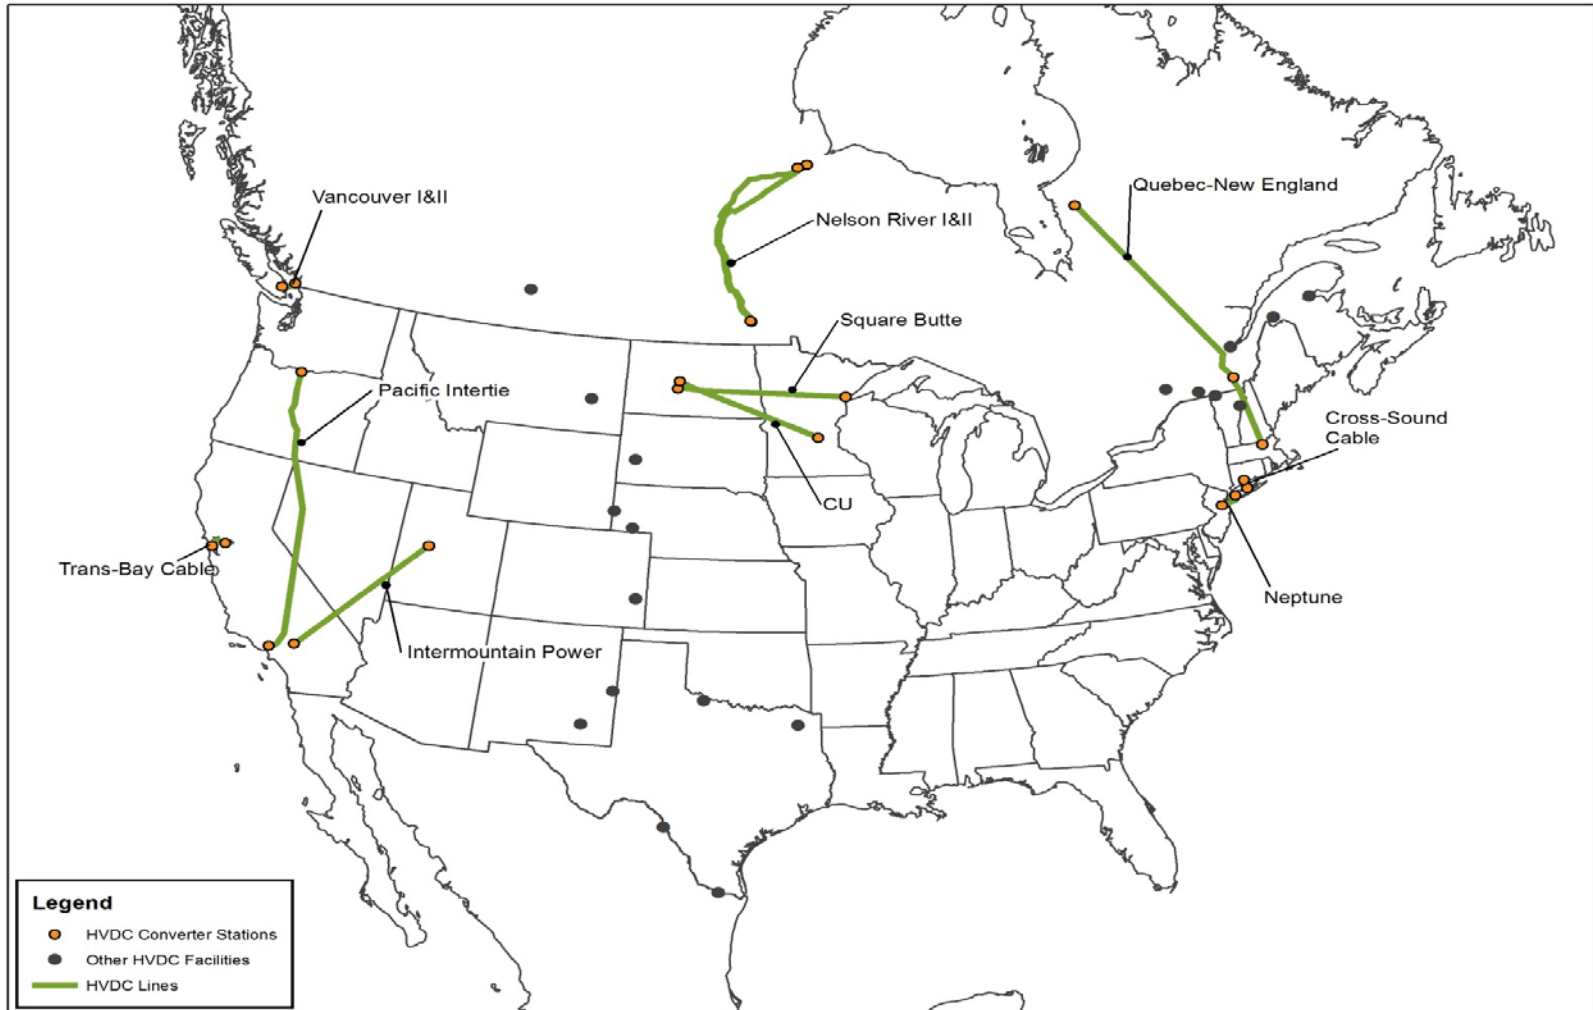 Vancouver I&II
Quebec-New England
Nelson River I&II
Square Butte
Pacific Intertie
Cross-Sound
Cable
CU
Trans-Bay Cable
Neptune
Intermountain Power
Legend
HVDC Converter Stations
Other HVDC Facilities
HVDC Lines